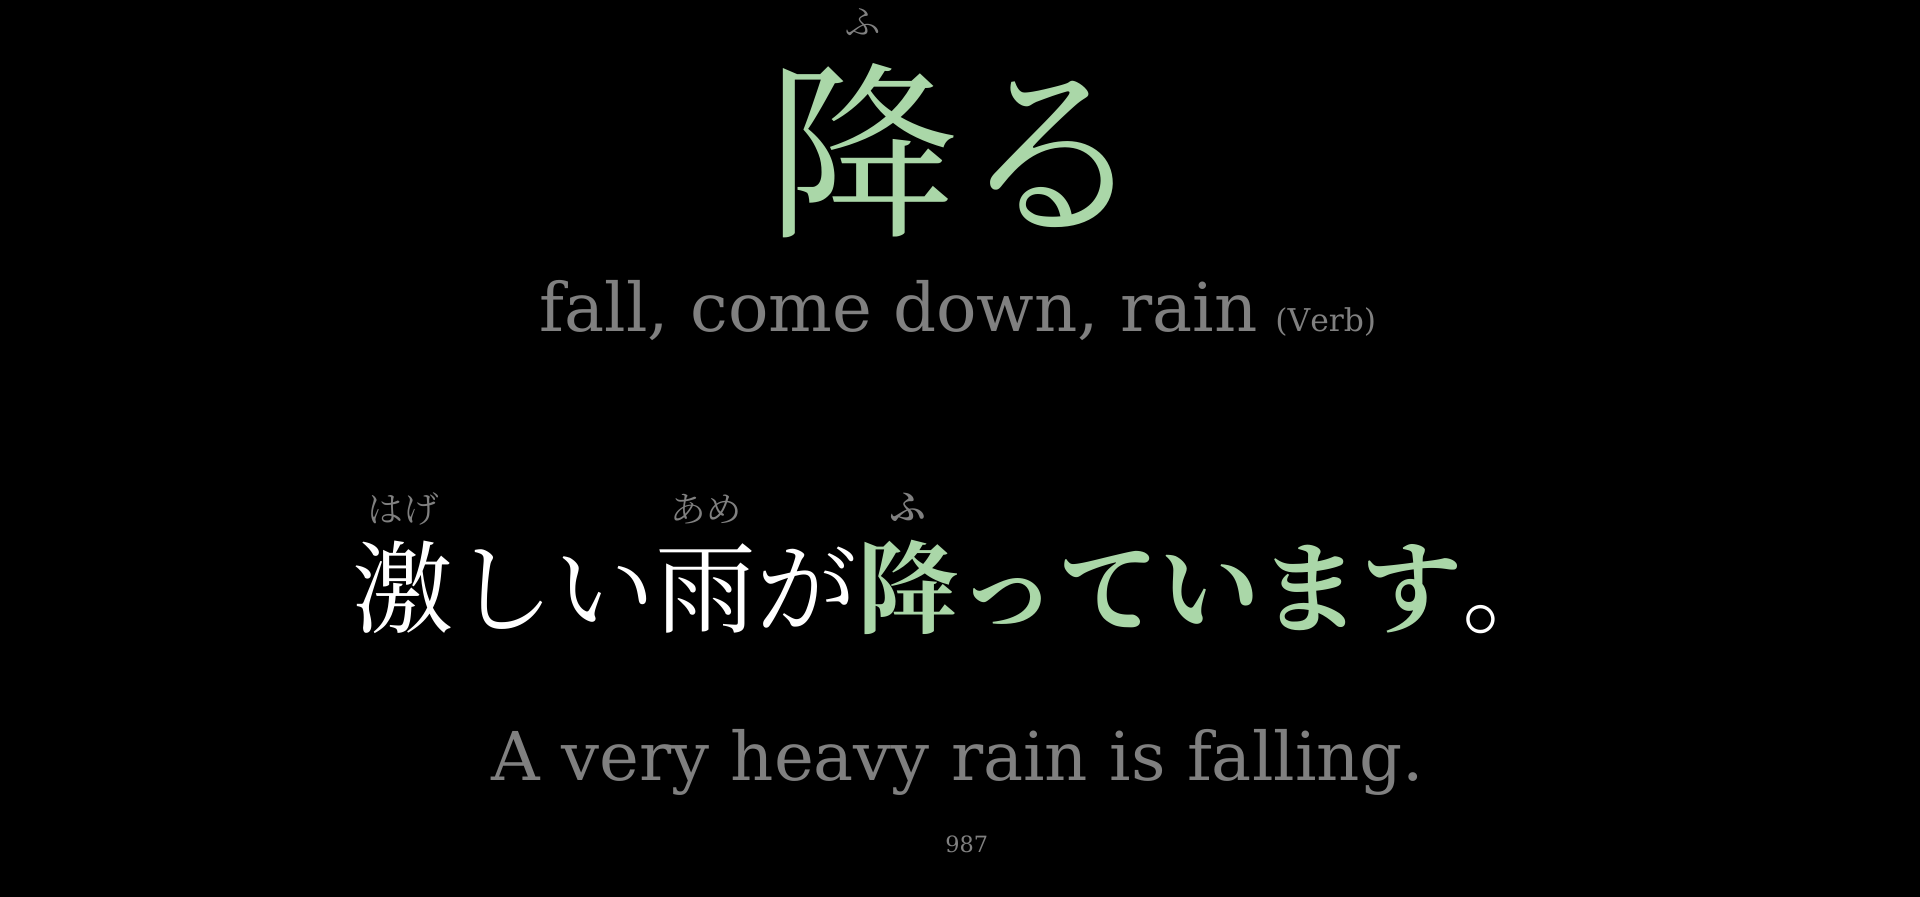 ふ
降る
fall, come down, rain (Verb)
はげ あめ ふ
激しい雨が降っています。
A very heavy rain is falling.
987